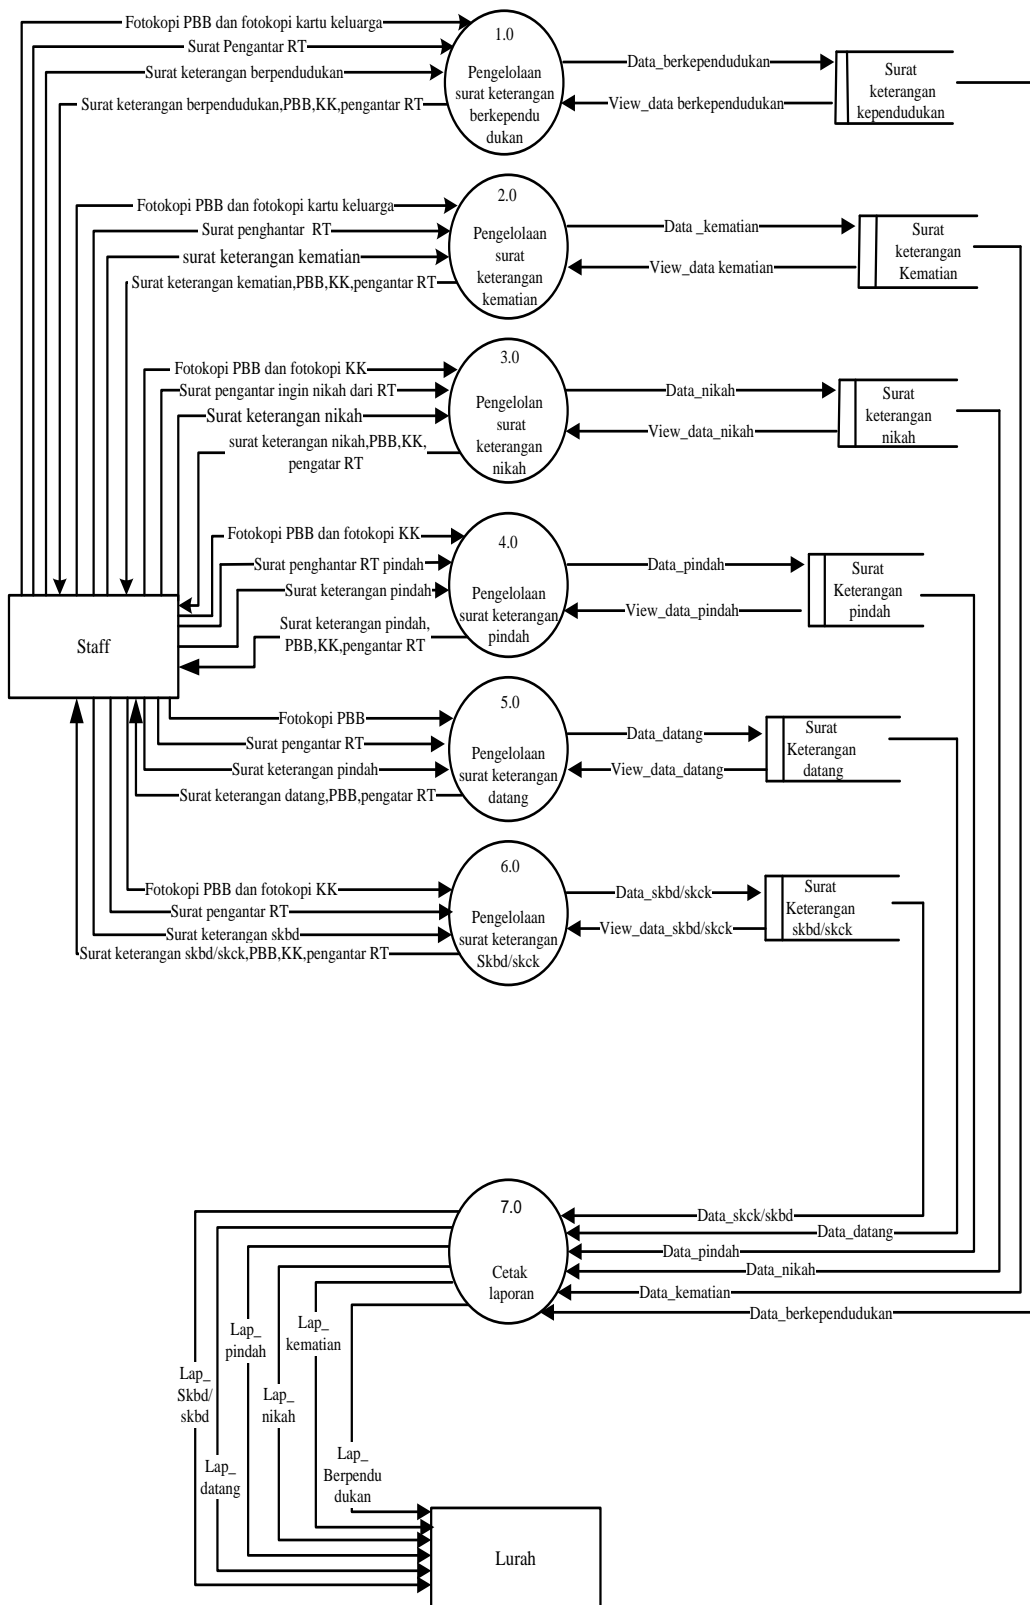 Fotokopi PBB dan fotokopi kartu keluarga
Surat Pengantar RT
Surat keterangan berpendudukan
Surat keterangan berpendudukan,PBB,KK,pengantar RT
1.0
Pengelolaan
surat keterangan
berkependu
dukan
Data_berkependudukan
View_data berkependudukan
Surat
keterangan
kependudukan
Fotokopi PBB dan fotokopi kartu keluarga
Surat penghantar RT
surat keterangan kematian
Surat keterangan kematian,PBB,KK,pengantar RT
2.0
Pengelolaan
surat
keterangan
kematian
Data _kematian
View_data kematian
Surat
keterangan
Kematian
Fotokopi PBB dan fotokopi KK
Surat pengantar ingin nikah dari RT
Surat keterangan nikah
surat keterangan nikah,PBB,KK,
pengatar RT
3.0
Pengelolan
surat
keterangan
nikah
Data_nikah
View_data_nikah
Surat
keterangan
nikah
Fotokopi PBB dan fotokopi KK
Surat penghantar RT pindah
Surat keterangan pindah
Surat keterangan pindah,
PBB,KK,pengantar RT
4.0
Pengelolaan
surat keterangan
pindah
Data_pindah
View_data_pindah
Surat
Keterangan
pindah
Staff
Fotokopi PBB
Surat pengantar RT
Surat keterangan pindah
Surat keterangan datang,PBB,pengatar RT
5.0
Pengelolaan
surat keterangan
datang
Data_datang
View_data_datang
Surat
Keterangan
datang
Fotokopi PBB dan fotokopi KK
Surat pengantar RT
Surat keterangan skbd
Surat keterangan skbd/skck,PBB,KK,pengantar RT
6.0
Pengelolaan
surat keterangan
Skbd/skck
Data_skbd/skck
View_data_skbd/skck
Surat
Keterangan
skbd/skck
7.0
Cetak
laporan
Data_skck/skbd
Data_datang
Data_pindah
Data_nikah
Data_kematian
Data_berkependudukan
Lap_
Skbd/
skbd
Lap_
datang
Lap_
pindah
Lap_
nikah
Lap_
kematian
Lap_
Berpendu
dukan
Lurah